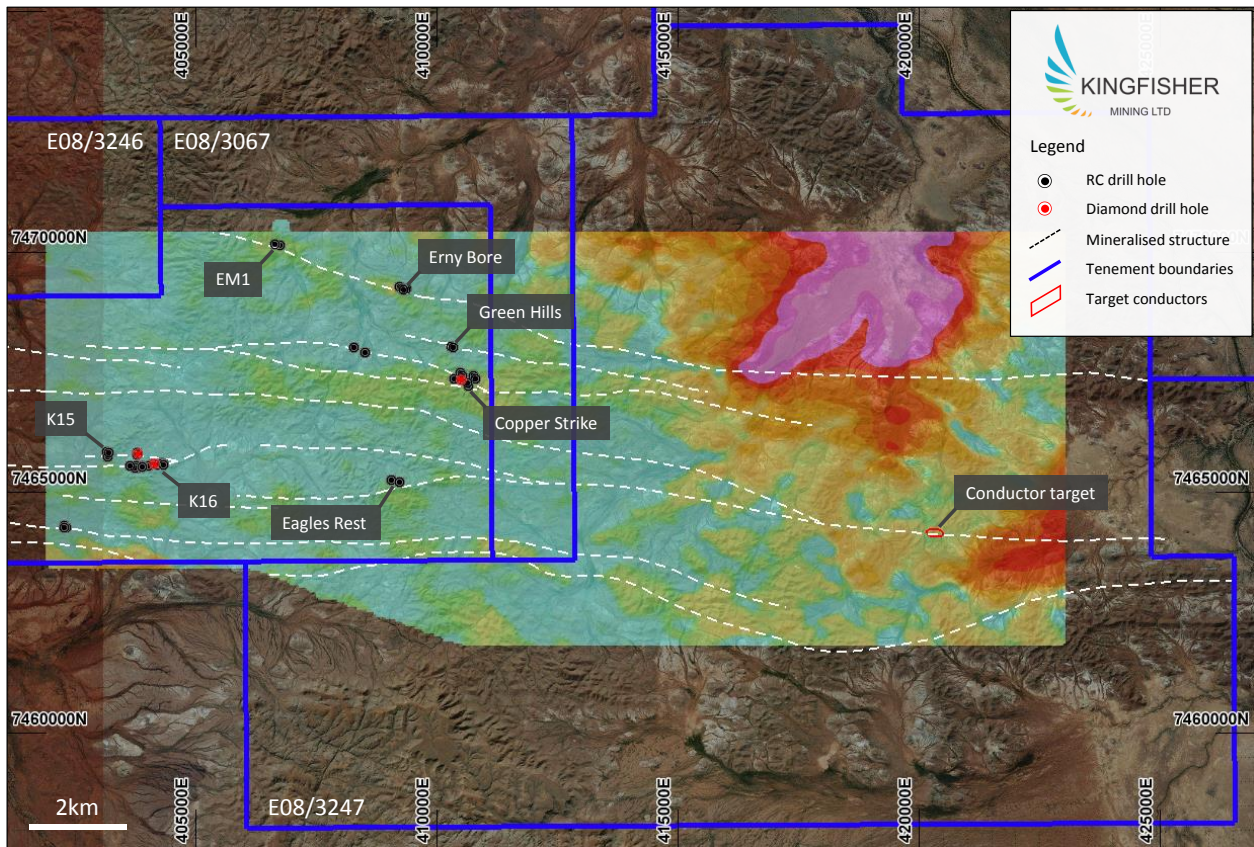 405000E
410000E
415000E
420000E
425000E
KINGFISHER
MINING LTD
Legend
RC drill hole
Diamond drill hole
Mineralised structure
Tenement boundaries
Target conductors
E08/3246
E08/3067
7470000N
EM1
Erny Bore
Green Hills
Copper Strike
K15
K16
7465000N
7465000N
Eagles Rest
Conductor target
7460000N
7460000N
2km
E08/3247
405000E
410000E
415000E
420000E
425000E